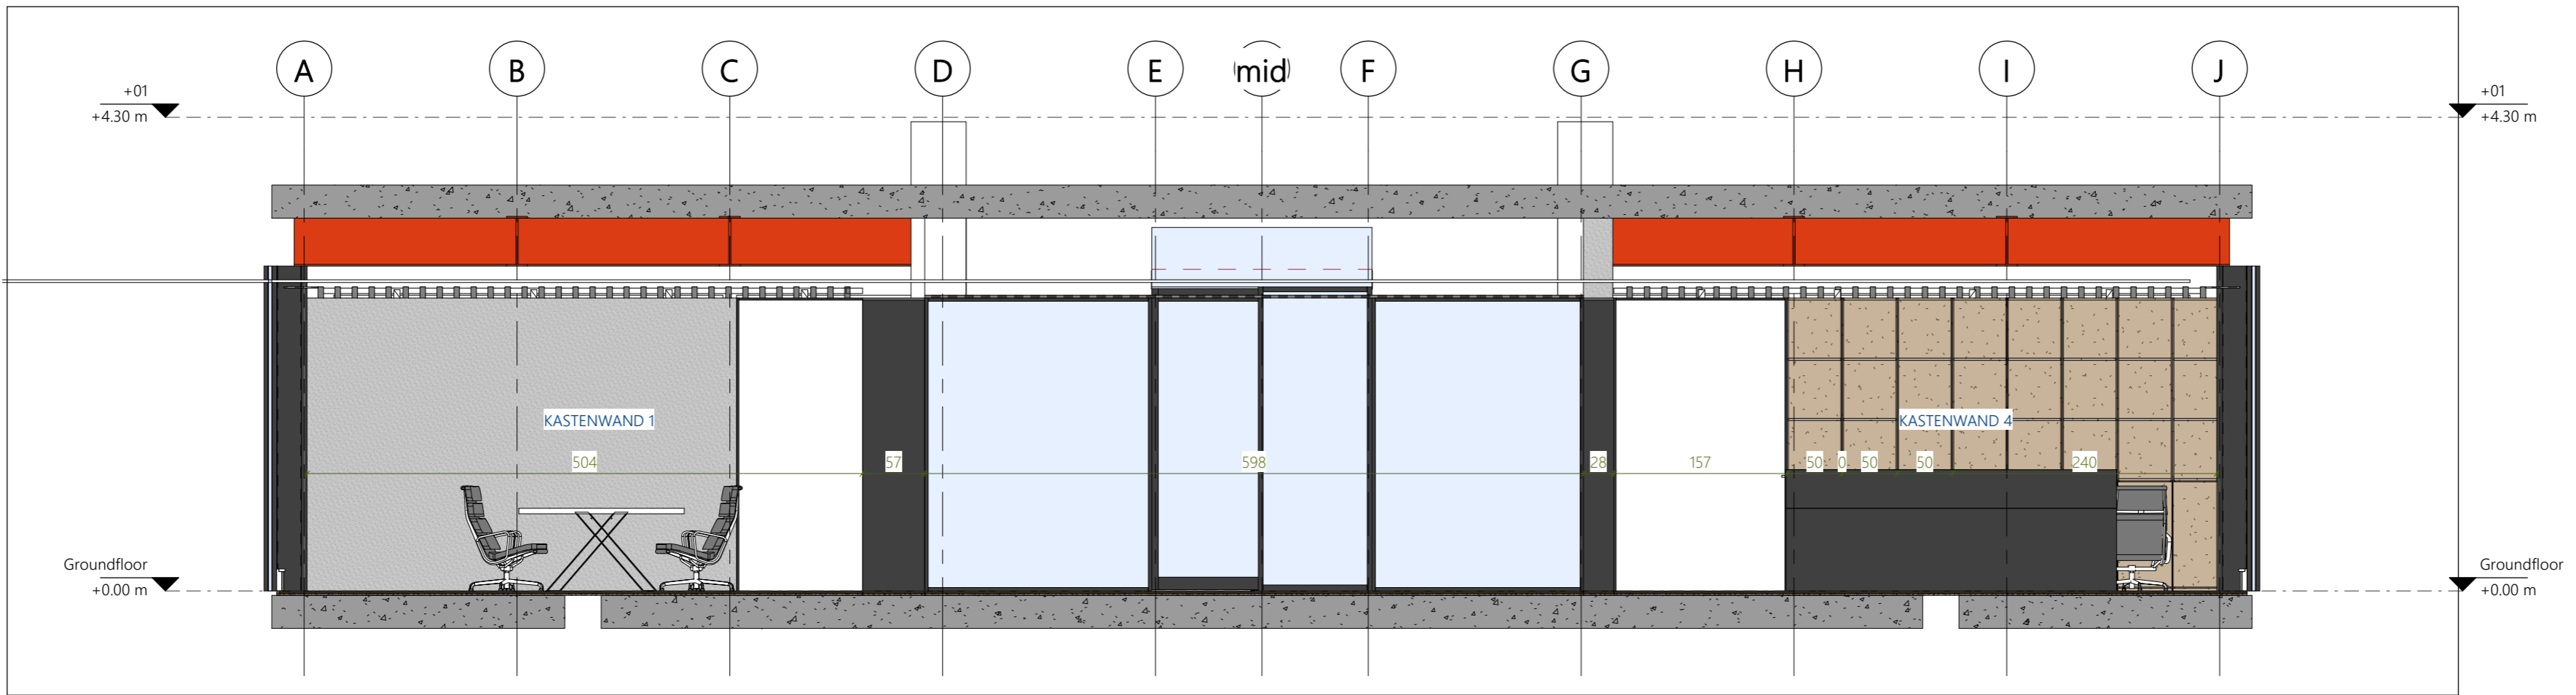 A B C D E mid F G H I J
+01
+4.30 m
+01
+4.30 m
KASTENWAND 1
KASTENWAND 4
504 57 598 28 157 50 0 50 50 240
Groundfloor
+0.00 m
Groundfloor
+0.00 m